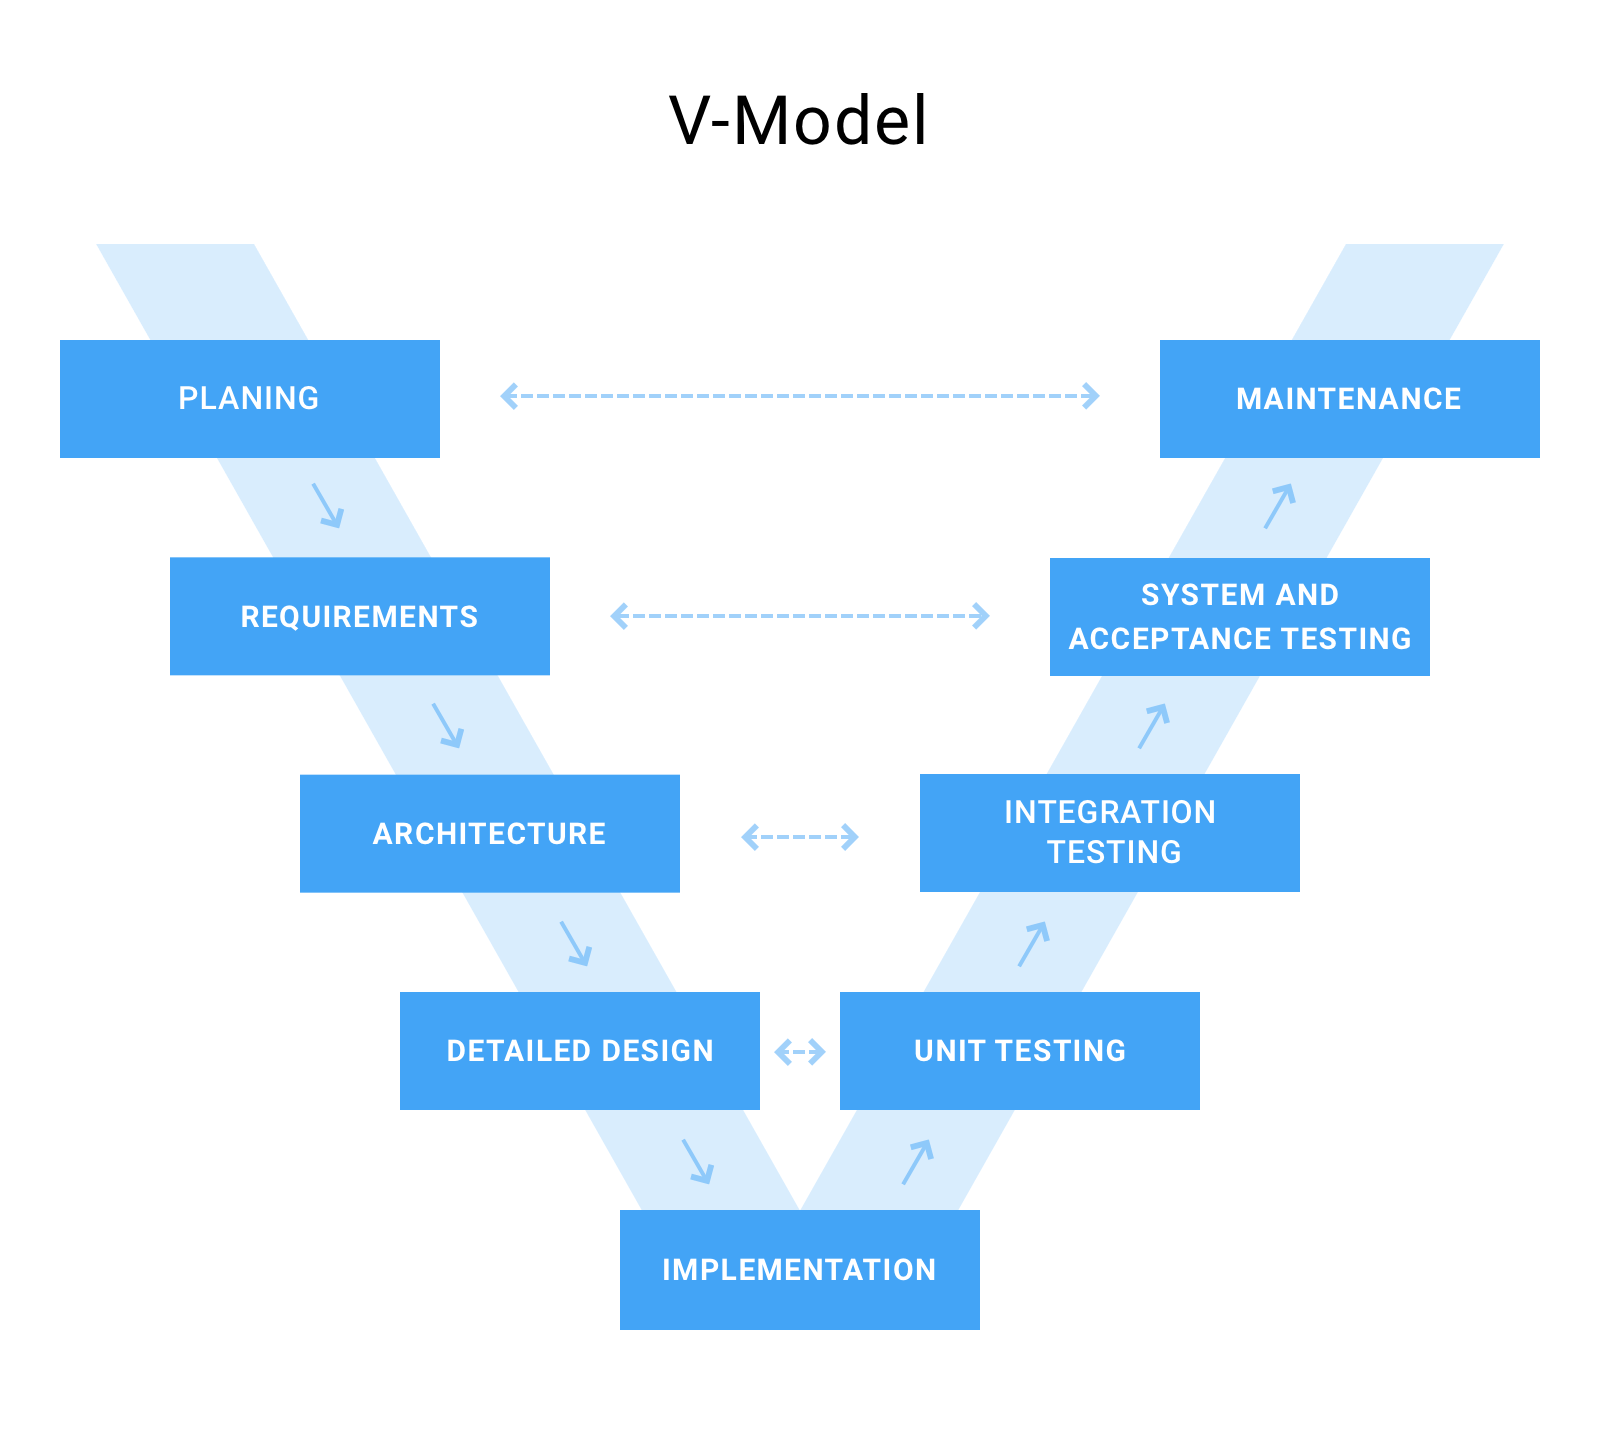 V-Model
PLANING
MAINTENANCE
REQUIREMENTS
SYSTEM AND
ACCEPTANCE TESTING
ARCHITECTURE
INTEGRATION
TESTING
DETAILED DESIGN
UNIT TESTING
IMPLEMENTATION